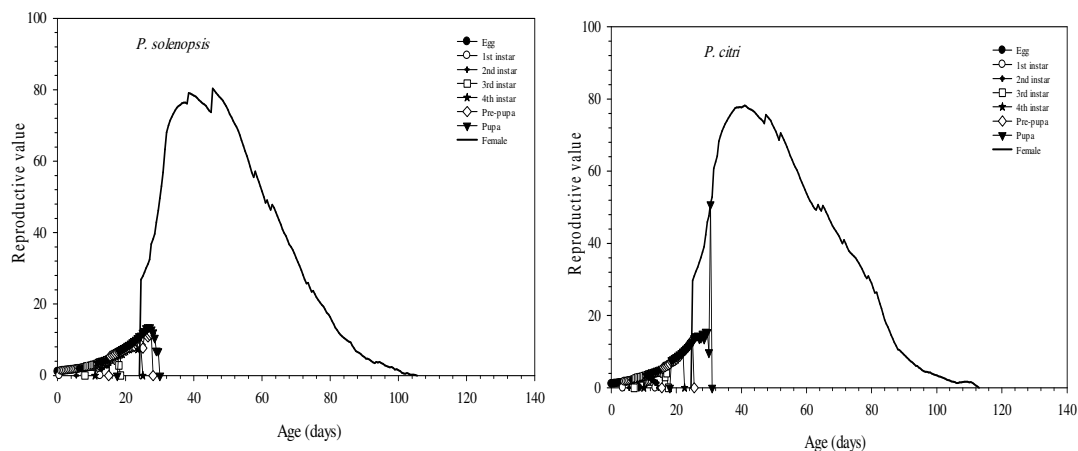 100
80
60
40
20
0
Reproductive value
P. solenopsis
Egg
1st instar
2nd instar
3rd instar
4th instar
Pre-pupa
Pupa
Female
0 20 40 60 80 100 120 140
Age (days)
100
80
60
40
20
0
Reproductive value
P.citri
Egg
1st instar
2nd instar
3rd instar
4th instar
Pre-pupa
Pupa
Female
0 20 40 60 80 100 120 140
Age (days)